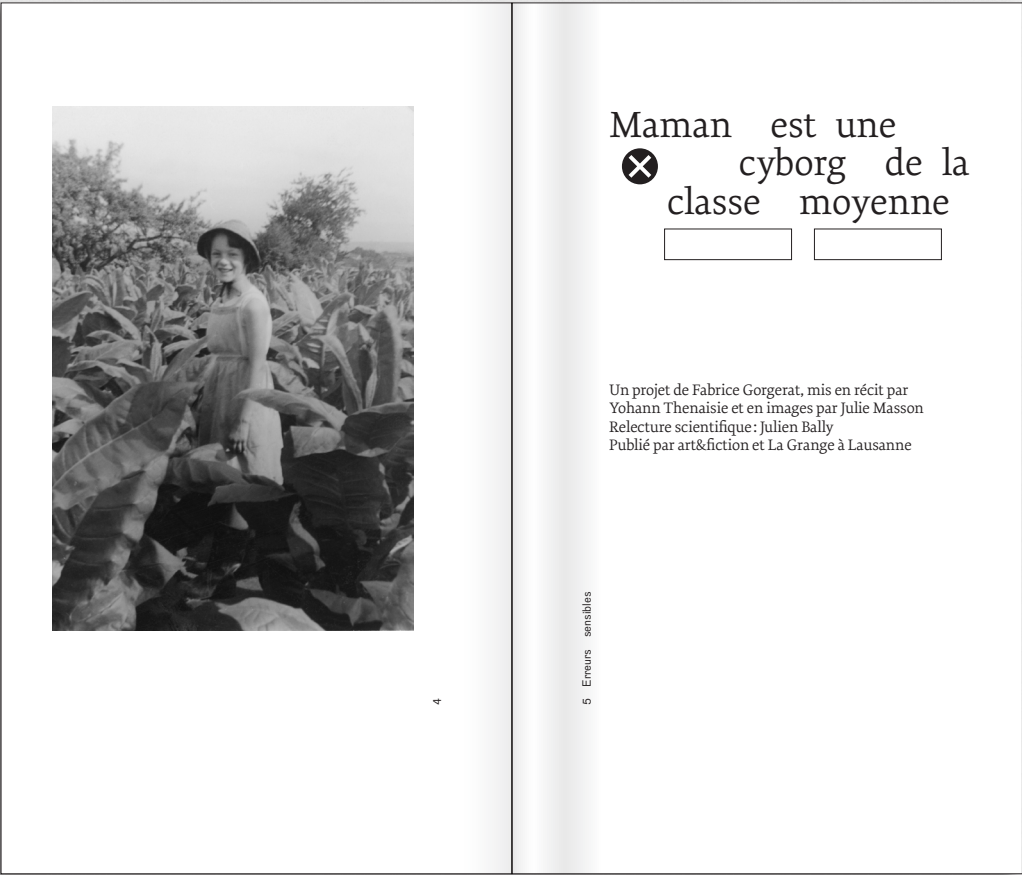 4
Maman est une
cyborg de la
classe moyenne
Un projet de Fabrice Gorgerat, mis en récit par
Yohann Thenaisie et en images par Julie Masson
Relecture scientifique : Julien Bally
Publié par art&fiction et La Grange à Lausanne
5 Erreurs sensibles